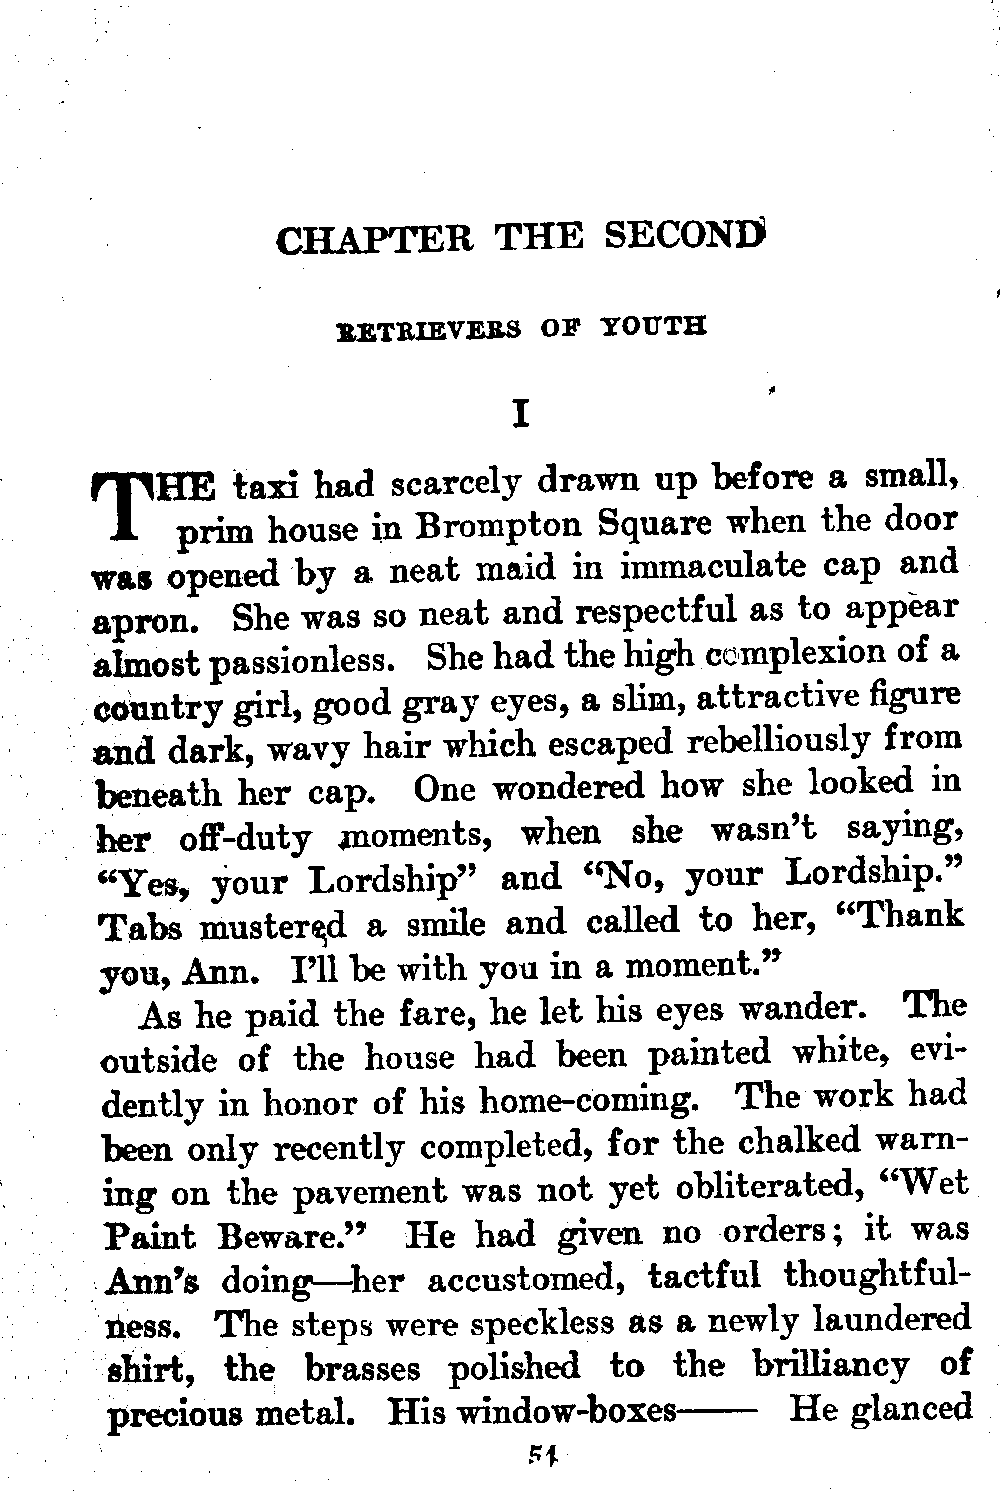 CHAPTER THE SECOND
RETRIEVERS OF YOUTH
I
THE taxi had scarcely drawn up before a small,
prim house in Brompton Square when the door
was opened by a neat maid in immaculate cap and
apron. She was so neat and respectful as to appear
almost passionless. She had the high complexion of a
country girl, good gray eyes, a slim, attractive figure
and dark, wavy hair which escaped rebelliously from
beneath her cap. One wondered how she looked in
her off-duty moments, when she wasn't saying,
“Yes, your Lordship” and “No, your Lordship.”
Tabs mustered a smile and called to her, “Thank
you, Ann. I'll be with you in a moment.”
As he paid the fare, he let his eyes wander. The
outside of the house had been painted white, evi-
dently in honor of his home-coming. The work had
been only recently completed, for the chalked warn-
ing on the pavement was not yet obliterated, “Wet
Paint Beware.” He had given no orders; it was
Ann's doing—her accustomed, tactful thoughtful-
ness. The steps were speckless as a newly laundered
shirt, the brasses polished to the brilliancy of
precious metal. His window-boxes—— He glanced